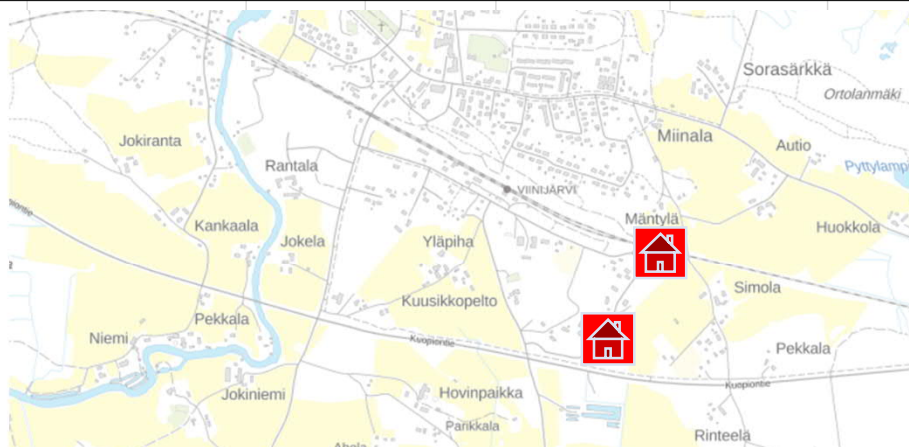 Sorasärkkä
Ortolanmäki
Miinala
Jokiranta
Autio
Rantala
Pyttylamp
VIINIJÄRVI
Mäntylä
Kankaala
Huokkola
Jokela
Yläpiha
Simola
Kuusikkopelto
Pekkala
Niemi
Kuopiontie
Pekkala
Kuopiontie
Jokiniemi
Hovinpaikka
Parikkala
Rinteelä